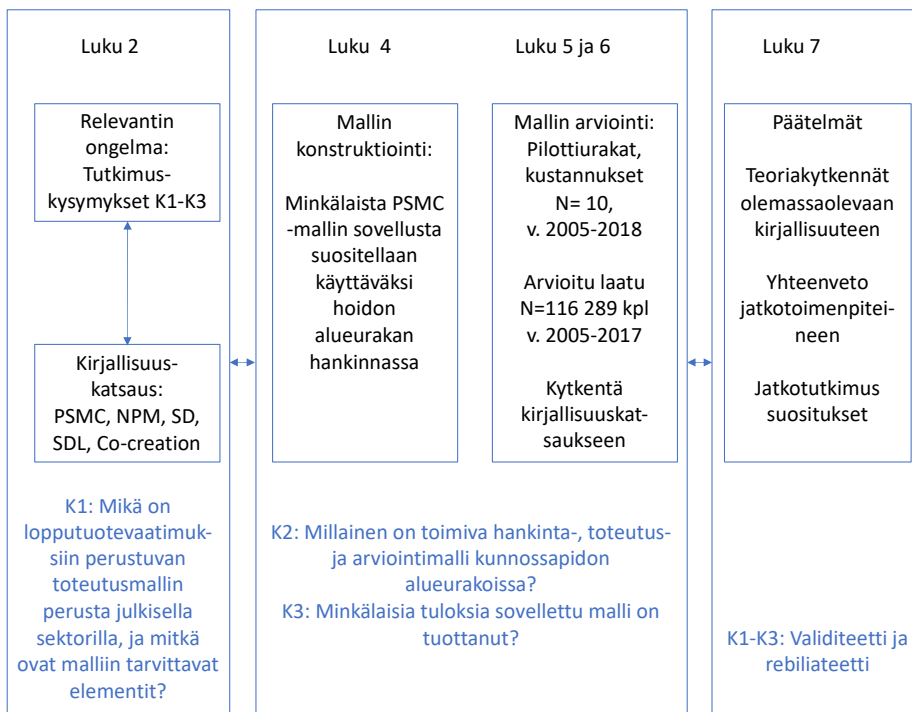 Luku 2
Relevantin
ongelma:
Tutkimus-
kysymykset K1-K3
Kirjallisuus-
katsaus:
PSMC, NPM, SD,
SDL, Co-creation
K1: Mikä on
lopputuotevaatimuk-
siin perustuvan
toteutusmallin
perusta julkisella
sektorilla, ja mitkä
ovat malliin tarvittavat
elementit?
Luku 4
Mallin
konstruktiointi:
Minkälaista PSMC
-mallin sovellusta
suositellaan
käyttäväksi
hoidon
alueurakan
hankinnassa
Luku 5 ja 6
Mallin arviointi:
Pilottiurakat,
kustannukset
N= 10,
v. 2005-2018
Arvioitu laatu
N=116 289 kpl
v. 2005-2017
Kytkentä
kirjallisuuskat-
saukseen
K2: Millainen on toimiva hankinta-, toteutus-
ja arviointimalli kunnossapidon
alueurakoissa?
K3: Minkälaisia tuloksia sovellettu malli on
tuottanut?
Luku 7
Päätelmät
Teoriakytkennät
olemassaolevaan
kirjallisuuteen
Yhteenveto
jatkotoimenpitei-
neen
Jatkotutkimus
suositukset
K1-K3: Validiteetti ja
rebiliateetti